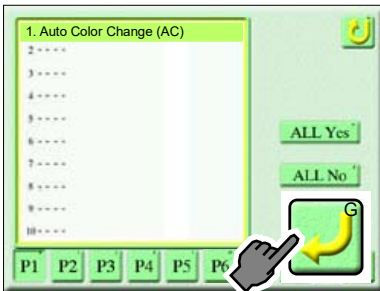 1. Auto Color Change (AC)
2 - - - -
3 - - - -
4 - - - -
5 - - - -
6 - - - -
7 - - - -
8 - - - -
9 - - - -
10 - - - -
ALL Yes
ALL No
G
P1 P2 P3 P4 P5 P6